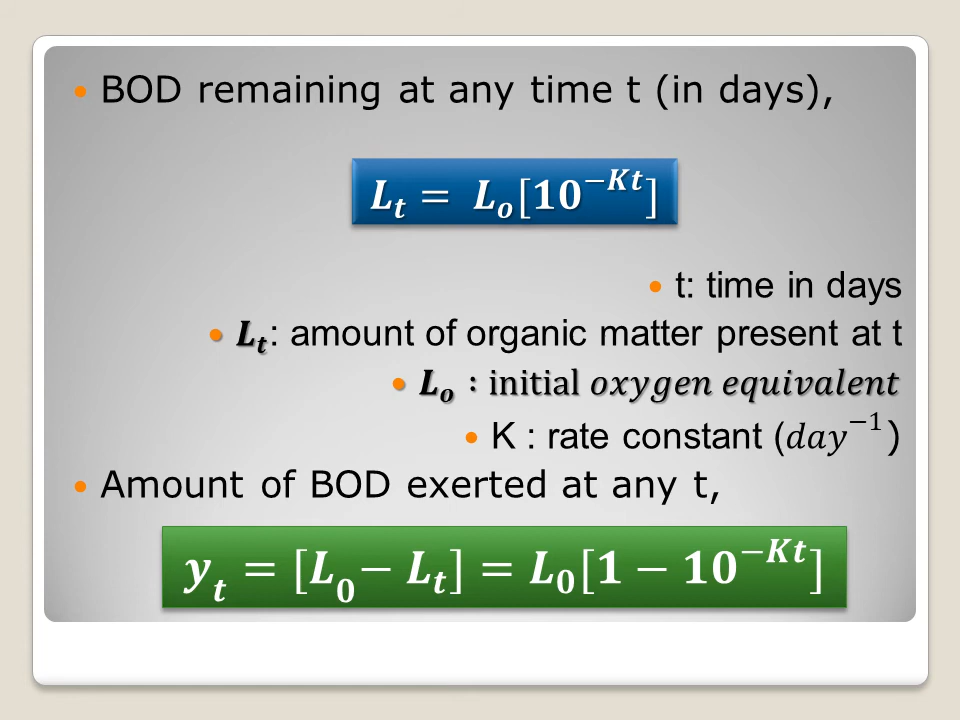 • BOD remaining at any time t (in days),
𝑳ₜ = 𝑳ₒ[𝟏𝟎⁻ᴷᵗ]
• t: time in days
• 𝑳ₜ: amount of organic matter present at t
• 𝑳ₒ : initial 𝑜𝑥𝑦𝑔𝑒𝑛 𝑒𝑞𝑢𝑖𝑣𝑎𝑙𝑒𝑛𝑡
• K : rate constant (𝑑𝑎𝑦⁻¹)
• Amount of BOD exerted at any t,
𝒚ₜ = [𝑳₀− 𝑳ₜ] = 𝑳₀[𝟏 − 𝟏𝟎⁻ᴷᵗ]